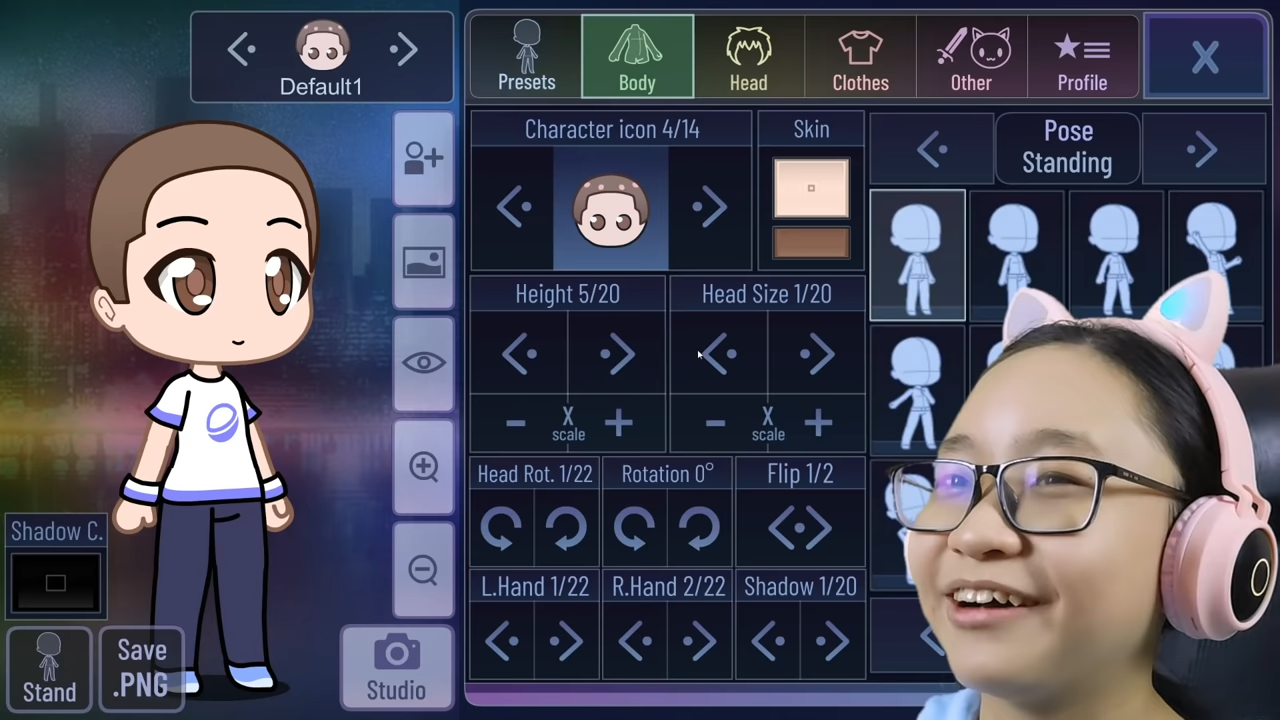 Default1
Presets
Body
Head
Clothes
Other
Profile
X
Character icon 4/14
Skin
Pose
Standing
Height 5/20
Head Size 1/20
X
scale
X
scale
Head Rot. 1/22
Rotation 0°
Flip 1/2
L.Hand 1/22
R.Hand 2/22
Shadow 1/20
Shadow C.
Stand
Save
.PNG
Studio